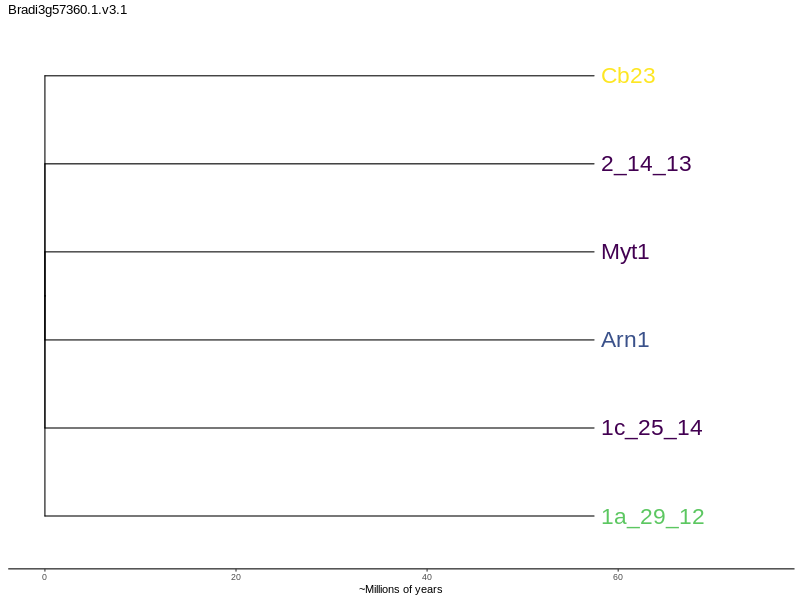 Bradi3g57360.1.v3.1
Cb23
2_14_13
Myt1
Arn1
1c_25_14
1a_29_12
0 20 40 60
~Millions of years